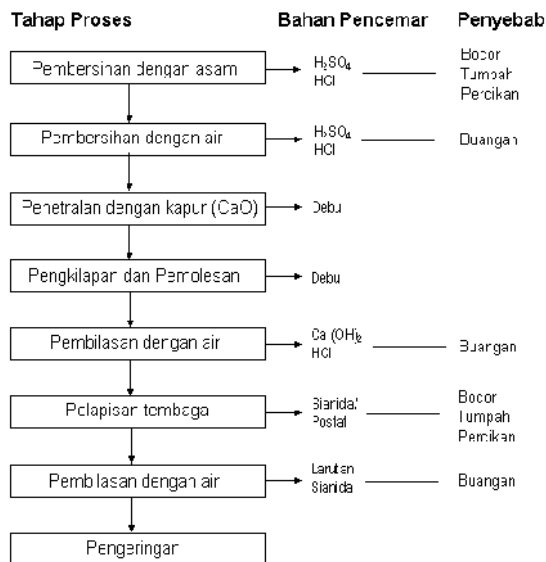 Tahap Proses Bahan Pencemar Penyebab
Pembersihan dengan asam H₂SO₄ HCl Bocor Tumpah Percikan
Pembersihan dengan air H₂SO₄ HCl Buangan
Penetralan dengan kapur (CaO) Debu
Pengkilapan dan Pemolesan Debu
Pembilasan dengan air Ca (OH)₂ HCl Buangan
Pelapisan tembaga Sianida/ Posfat Bocor Tumpah Percikan
Pembilasan dengan air Larutan Sianida Buangan
Pengeringan